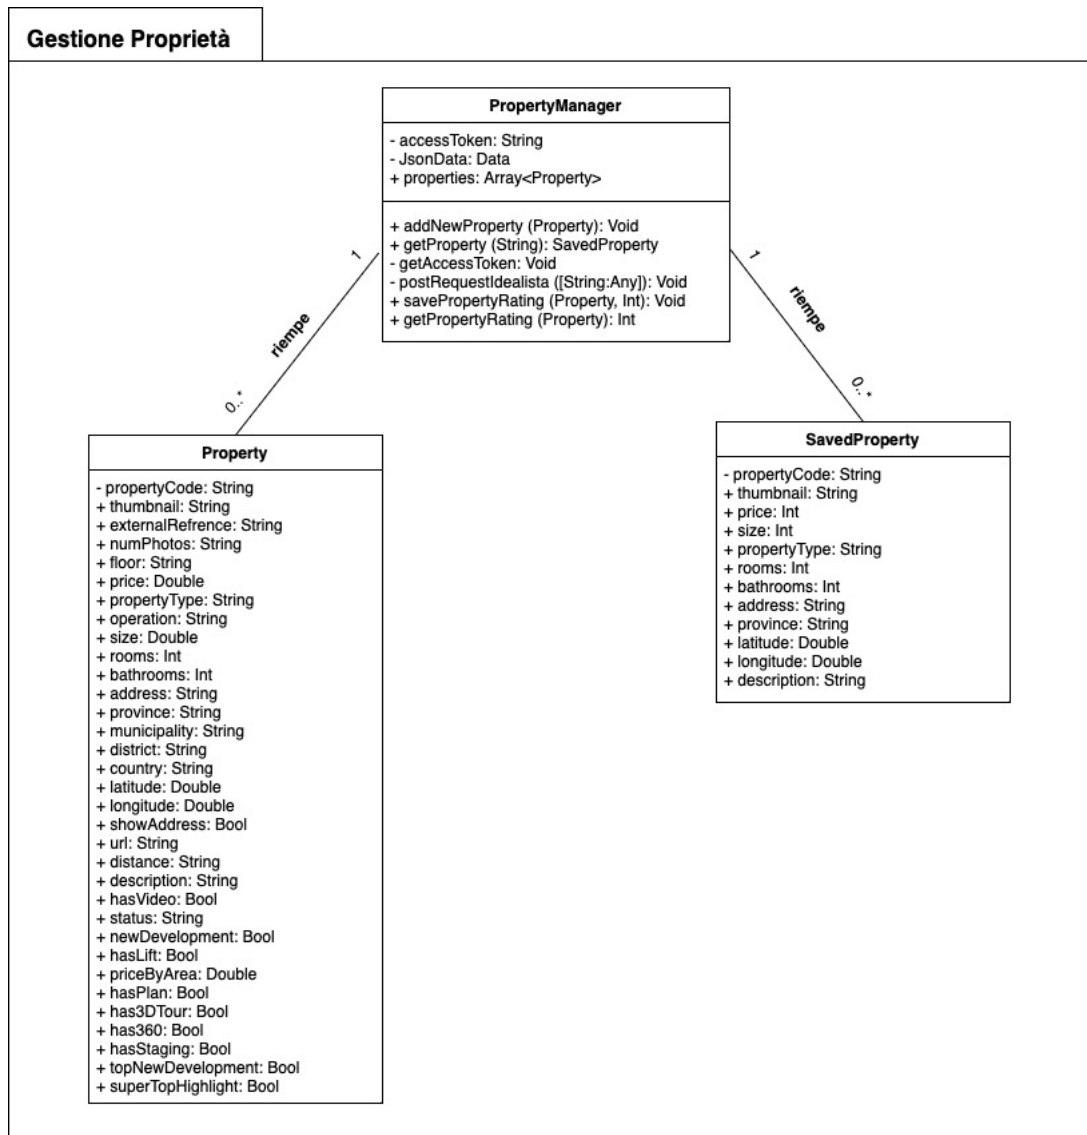 Gestione Proprietà
PropertyManager
- accessToken: String
- JsonData: Data
+ properties: Array<Property>
+ addNewProperty (Property): Void
+ getProperty (String): SavedProperty
- getAccessToken: Void
- postRequestIdealista ([String:Any]): Void
+ savePropertyRating (Property, Int): Void
+ getPropertyRating (Property): Int
1
riempe
0..*
1
riempe
0..*
Property
- propertyCode: String
+ thumbnail: String
+ externalRefrence: String
+ numPhotos: String
+ floor: String
+ price: Double
+ propertyType: String
+ operation: String
+ size: Double
+ rooms: Int
+ bathrooms: Int
+ address: String
+ province: String
+ municipality: String
+ district: String
+ country: String
+ latitude: Double
+ longitude: Double
+ showAddress: Bool
+ url: String
+ distance: String
+ description: String
+ hasVideo: Bool
+ status: String
+ newDevelopment: Bool
+ hasLift: Bool
+ priceByArea: Double
+ hasPlan: Bool
+ has3DTour: Bool
+ has360: Bool
+ hasStaging: Bool
+ topNewDevelopment: Bool
+ superTopHighlight: Bool
SavedProperty
- propertyCode: String
+ thumbnail: String
+ price: Int
+ size: Int
+ propertyType: String
+ rooms: Int
+ bathrooms: Int
+ address: String
+ province: String
+ latitude: Double
+ longitude: Double
+ description: String